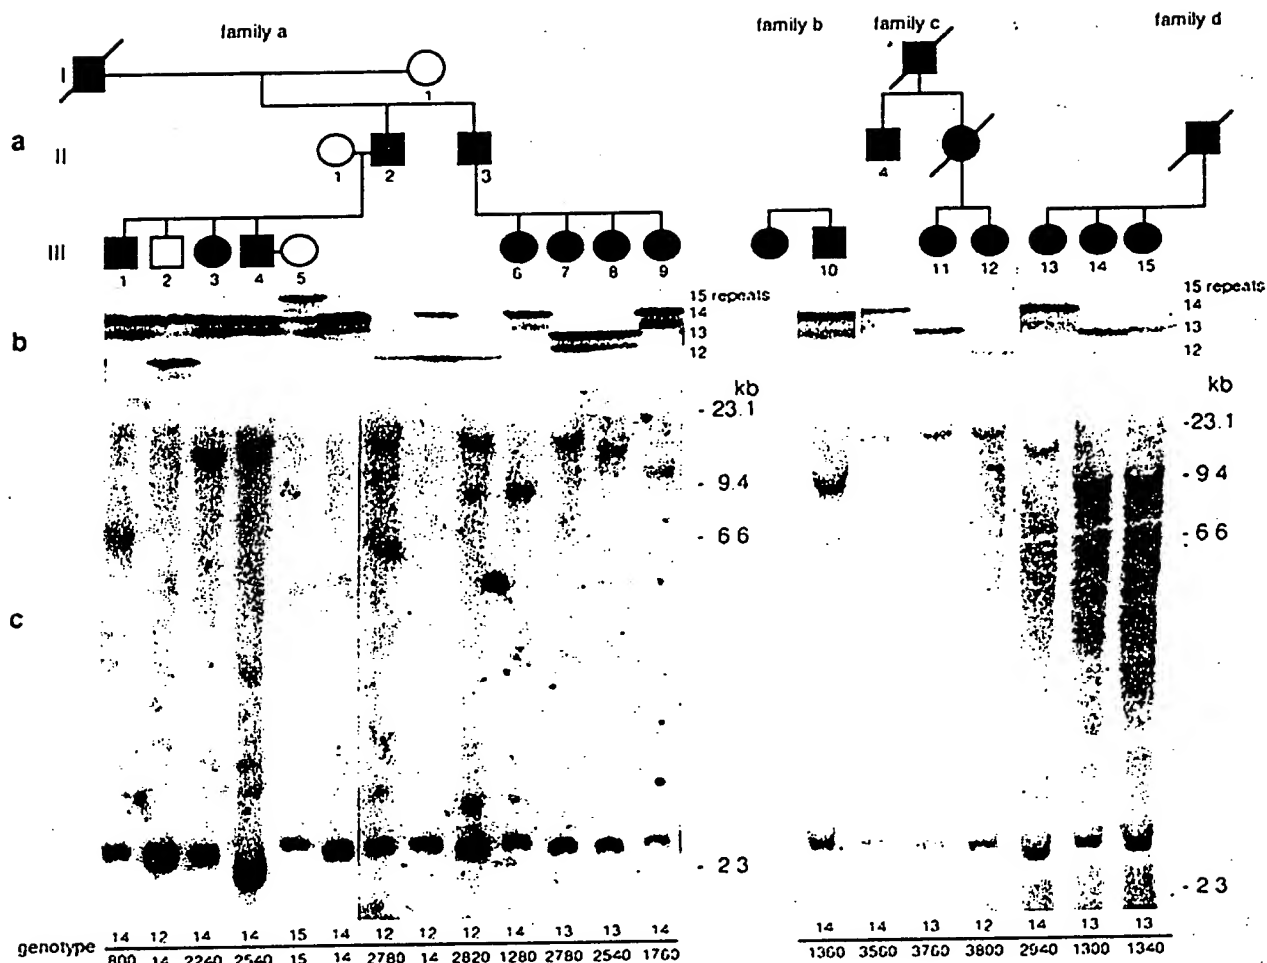 family a
family b
family c
family d
a
I
1
II
1 2 3
4
III
1 2 3 4 5 6 7 8 9
10 11 12 13 14 15
b
15 repeats
14
13
12
15 repeats
14
13
12
c
kb
- 23.1
- 9.4
- 6 6
- 2 3
kb
-23.1
- 9 4
- 6 6
- 2 3
genotype
14 12 14 14 15 14 12 12 12 14 13 13 14
800 14 2240 2540 15 14 2780 14 2820 1280 2780 2540 1760
14 14 13 12 14 13 13
1360 3560 3760 3800 2940 1300 1340